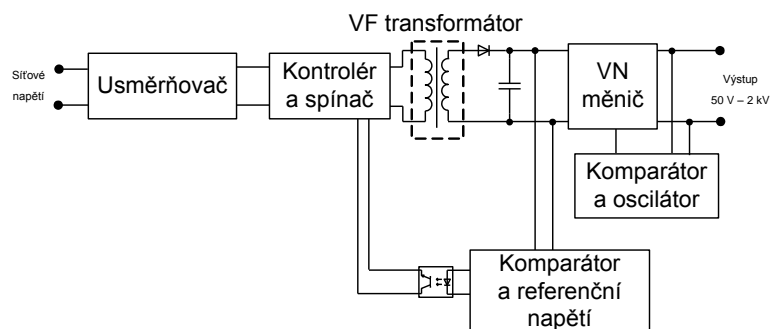 VF transformátor
Síťové
napětí
Usměrňovač
Kontrolér
a spínač
VN
měnič
Výstup
50 V – 2 kV
Komparátor
a oscilátor
Komparátor
a referenční
napětí